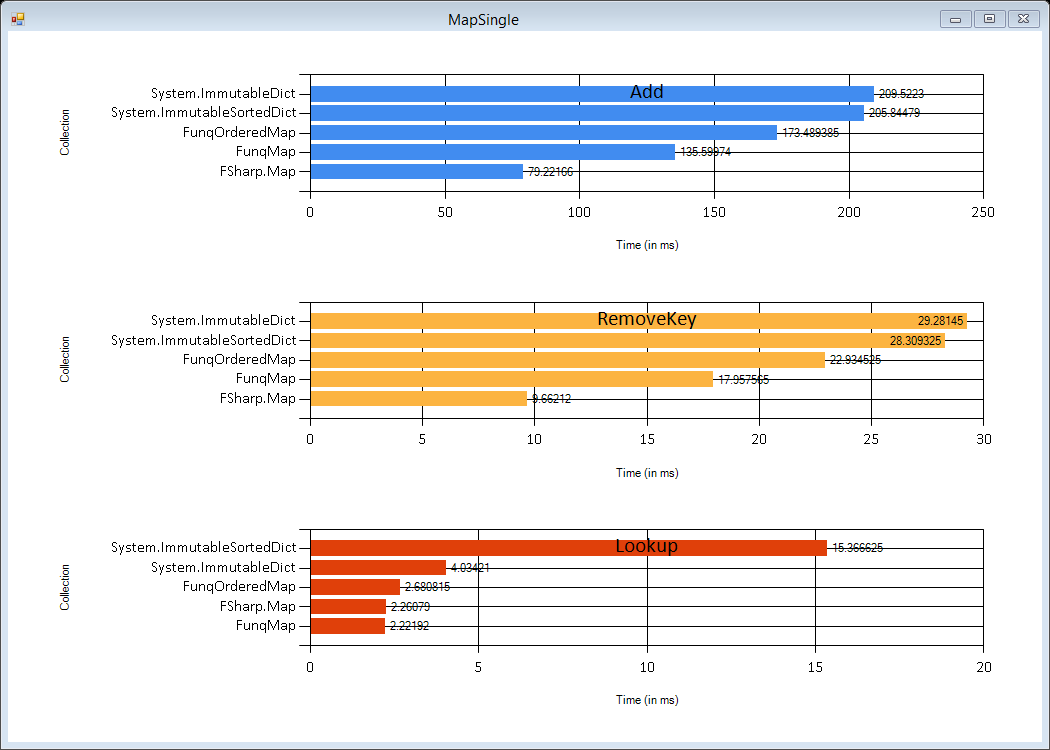 MapSingle
Add
Collection
System.ImmutableDict 209.5223
System.ImmutableSortedDict 205.84479
FunqOrderedMap 173.489385
FunqMap 135.59974
FSharp.Map 79.22166
0 50 100 150 200 250
Time (in ms)
RemoveKey
Collection
System.ImmutableDict 29.28145
System.ImmutableSortedDict 28.309325
FunqOrderedMap 22.934525
FunqMap 17.957565
FSharp.Map 9.66212
0 5 10 15 20 25 30
Time (in ms)
Lookup
Collection
System.ImmutableSortedDict 15.366625
System.ImmutableDict 4.03421
FunqOrderedMap 2.680815
FSharp.Map 2.26079
FunqMap 2.22192
0 5 10 15 20
Time (in ms)